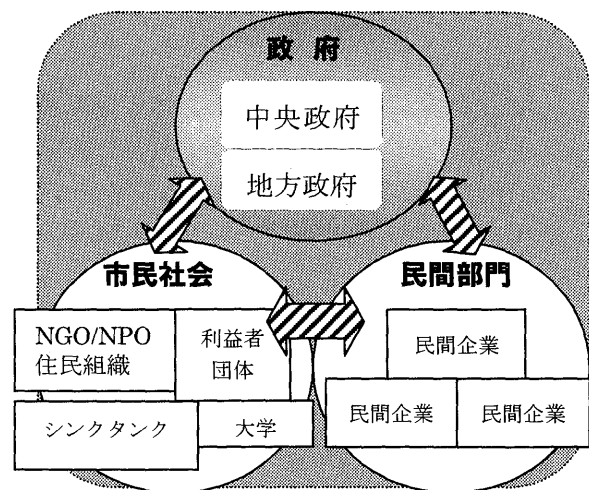 政府
中央政府
地方政府
市民社会
民間部門
NGO/NPO
住民組織
利益者
団体
シンクタンク
大学
民間企業
民間企業
民間企業